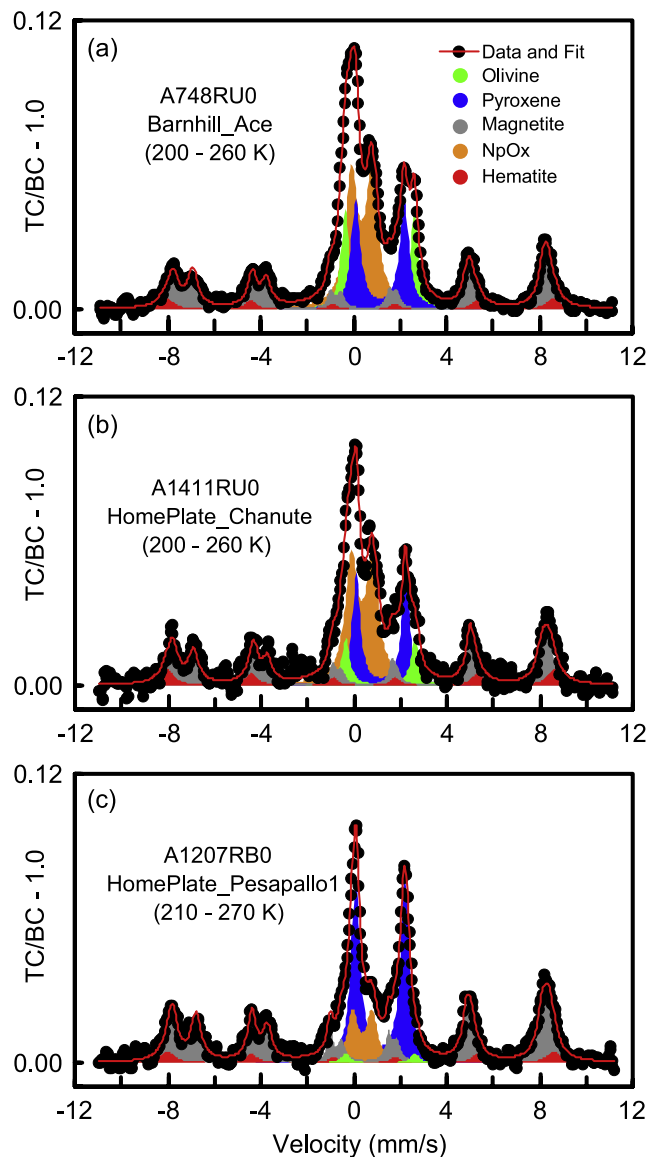 0.12
(a)
A748RU0
Barnhill_Ace
(200 - 260 K)
Data and Fit
Olivine
Pyroxene
Magnetite
NpOx
Hematite
TC/BC - 1.0
0.00
-12 -8 -4 0 4 8 12
0.12
(b)
A1411RU0
HomePlate_Chanute
(200 - 260 K)
TC/BC - 1.0
0.00
-12 -8 -4 0 4 8 12
0.12
(c)
A1207RB0
HomePlate_Pesapallo1
(210 - 270 K)
TC/BC - 1.0
0.00
-12 -8 -4 0 4 8 12
Velocity (mm/s)